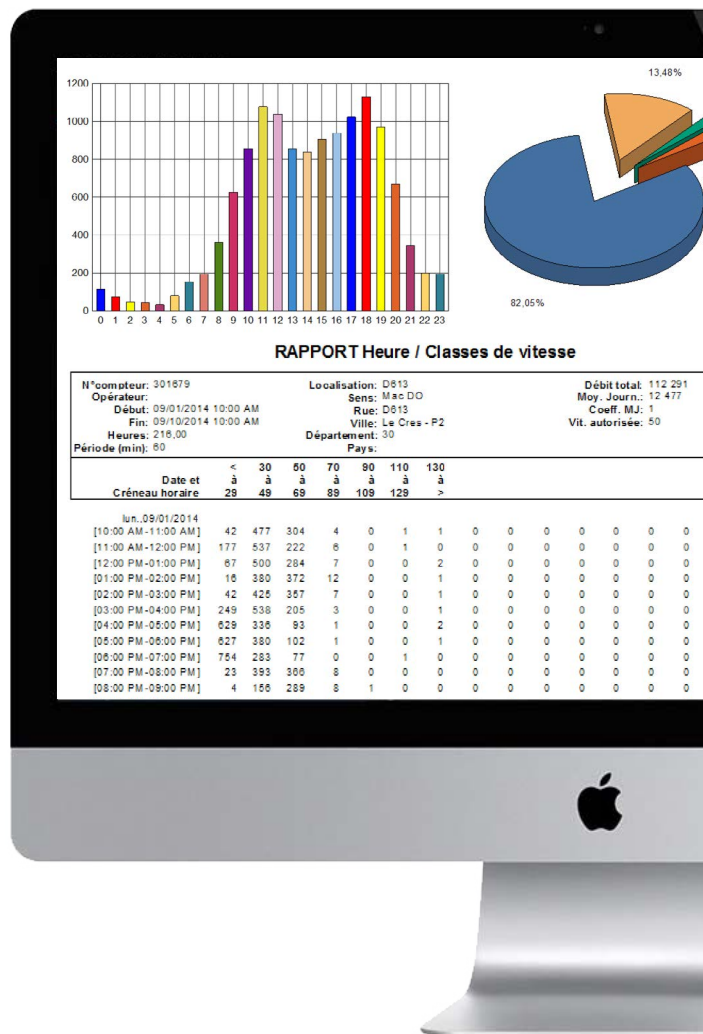 13,48%
1200
1000
800
600
400
200
0
0 1 2 3 4 5 6 7 8 9 10 11 12 13 14 15 16 17 18 19 20 21 22 23
82,05%
RAPPORT Heure / Classes de vitesse
N°compteur: 301679 Localisation: D613 Débit total: 112 291
Opérateur: Sens: Mac DO Moy. Journ.: 12 477
Début: 09/01/2014 10:00 AM Rue: D613 Coeff. MJ: 1
Fin: 09/10/2014 10:00 AM Ville: Le Cres - P2 Vit. autorisée: 50
Heures: 216,00 Département: 30
Période (min): 60 Pays:
< 30 50 70 90 110 130
Date et à à à à à à à
Créneau horaire 29 49 69 89 109 129 >
lun.,09/01/2014
[10:00 AM-11:00 AM] 42 477 304 4 0 1 1 0 0 0 0 0 0 0
[11:00 AM-12:00 PM] 177 537 222 6 0 1 0 0 0 0 0 0 0 0
[12:00 PM-01:00 PM] 67 500 284 7 0 0 2 0 0 0 0 0 0 0
[01:00 PM-02:00 PM] 16 380 372 12 0 0 1 0 0 0 0 0 0 0
[02:00 PM-03:00 PM] 42 425 357 7 0 0 1 0 0 0 0 0 0 0
[03:00 PM-04:00 PM] 249 538 205 3 0 0 1 0 0 0 0 0 0 0
[04:00 PM-05:00 PM] 629 336 93 1 0 0 2 0 0 0 0 0 0 0
[05:00 PM-06:00 PM] 627 380 102 1 0 0 1 0 0 0 0 0 0 0
[06:00 PM-07:00 PM] 754 283 77 0 0 1 0 0 0 0 0 0 0 0
[07:00 PM-08:00 PM] 23 393 366 8 0 0 0 0 0 0 0 0 0 0
[08:00 PM-09:00 PM] 4 156 289 8 1 0 0 0 0 0 0 0 0 0